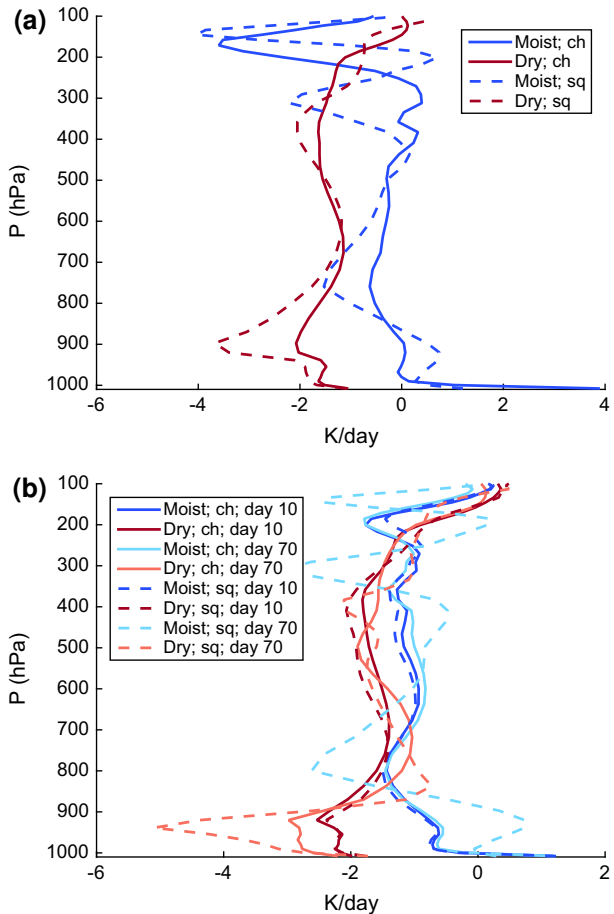 (a)
100
200
300
400
500
600
700
800
900
1000
P (hPa)
-6
-4
-2
0
2
4
K/day
Moist; ch
Dry; ch
Moist; sq
Dry; sq
(b)
100
200
300
400
500
600
700
800
900
1000
P (hPa)
-6
-4
-2
0
2
K/day
Moist; ch; day 10
Dry; ch; day 10
Moist; ch; day 70
Dry; ch; day 70
Moist; sq; day 10
Dry; sq; day 10
Moist; sq; day 70
Dry; sq; day 70